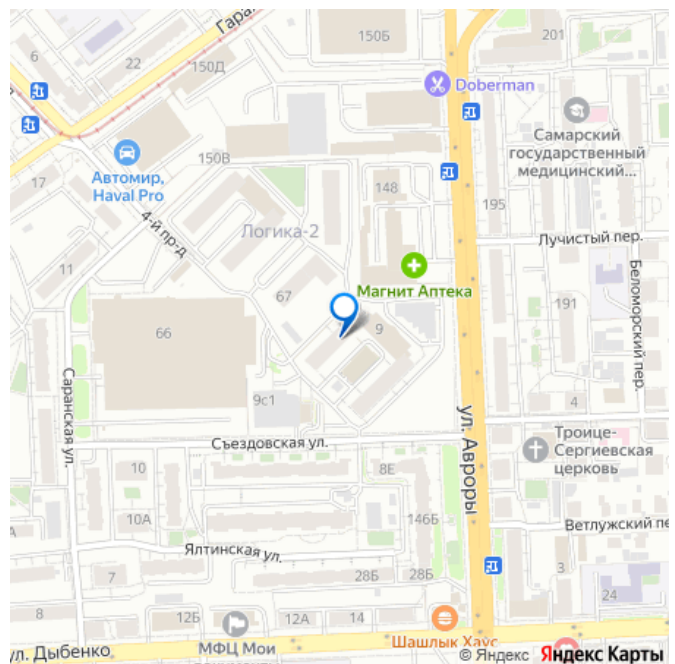 150Б
201
6
22
150Д
Doberman
Самарский
государственный
медицинский...
150В
Автомир,
Haval Pro
17
148
195
4-й пр-д
Логика-2
Лучистый пер.
11
Магнит Аптека
67
191
Беломорский пер.
66
9
Саранская ул.
9с1
4
ул. Авроры
Троице-
Сергиевская
церковь
Съездовская ул.
10
8Е
10А
146Б
Ветлужский пе
Ялтинская ул.
7
28Б
28Б
24
8
12Б
12А
14
МФЦ Мои
Шашлык Хаус
ул. Дыбенко
© Яндекс Яндекс Карты